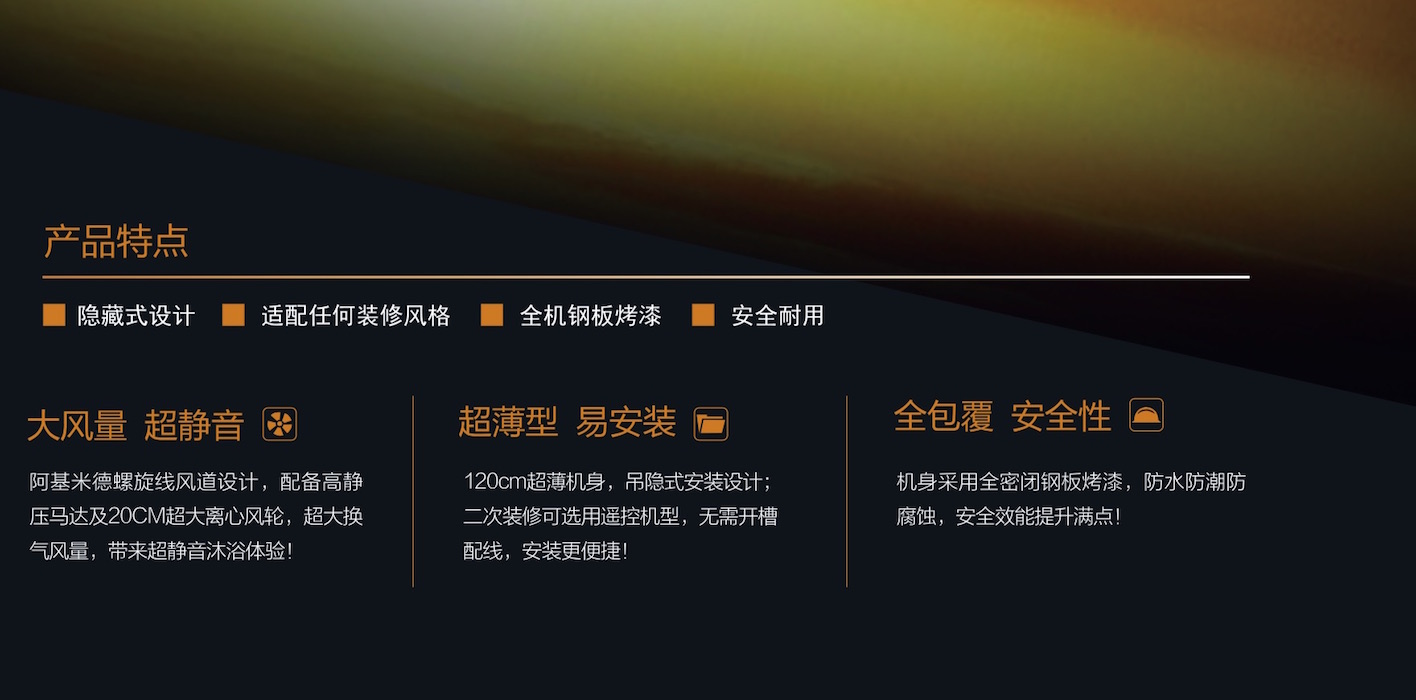 产品特点
隐藏式设计 适配任何装修风格 全机钢板烤漆 安全耐用
大风量 超静音
阿基米德螺旋线风道设计，配备高静
压马达及20CM超大离心风轮，超大换
气风量，带来超静音沐浴体验！
超薄型 易安装
120cm超薄机身，吊隐式安装设计；
二次装修可选用遥控机型，无需开槽
配线，安装更便捷！
全包覆 安全性
机身采用全密闭钢板烤漆，防水防潮防
腐蚀，安全效能提升满点！